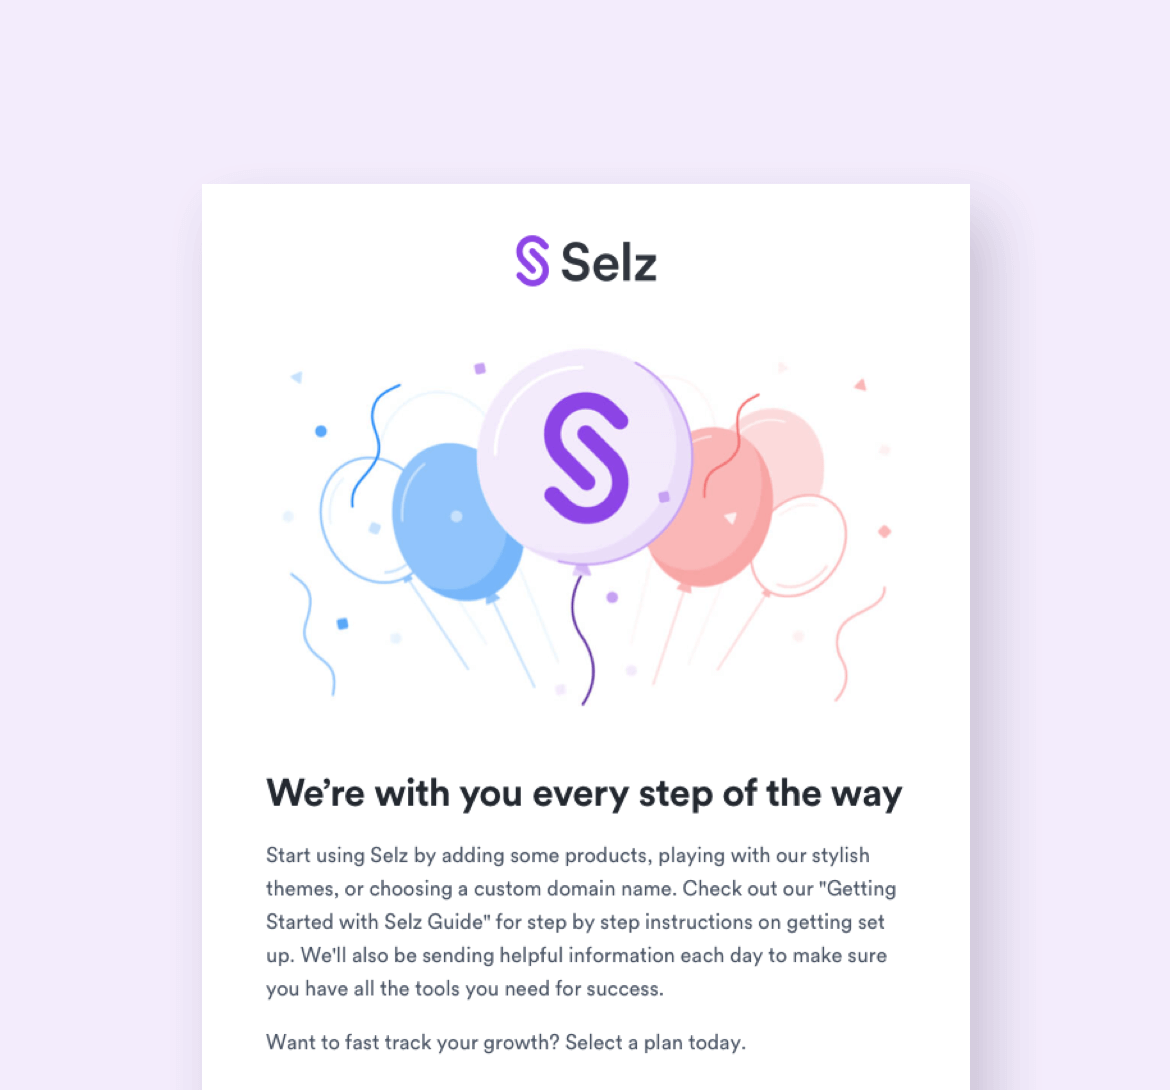 Selz
We’re with you every step of the way
Start using Selz by adding some products, playing with our stylish
themes, or choosing a custom domain name. Check out our "Getting
Started with Selz Guide" for step by step instructions on getting set
up. We'll also be sending helpful information each day to make sure
you have all the tools you need for success.
Want to fast track your growth? Select a plan today.